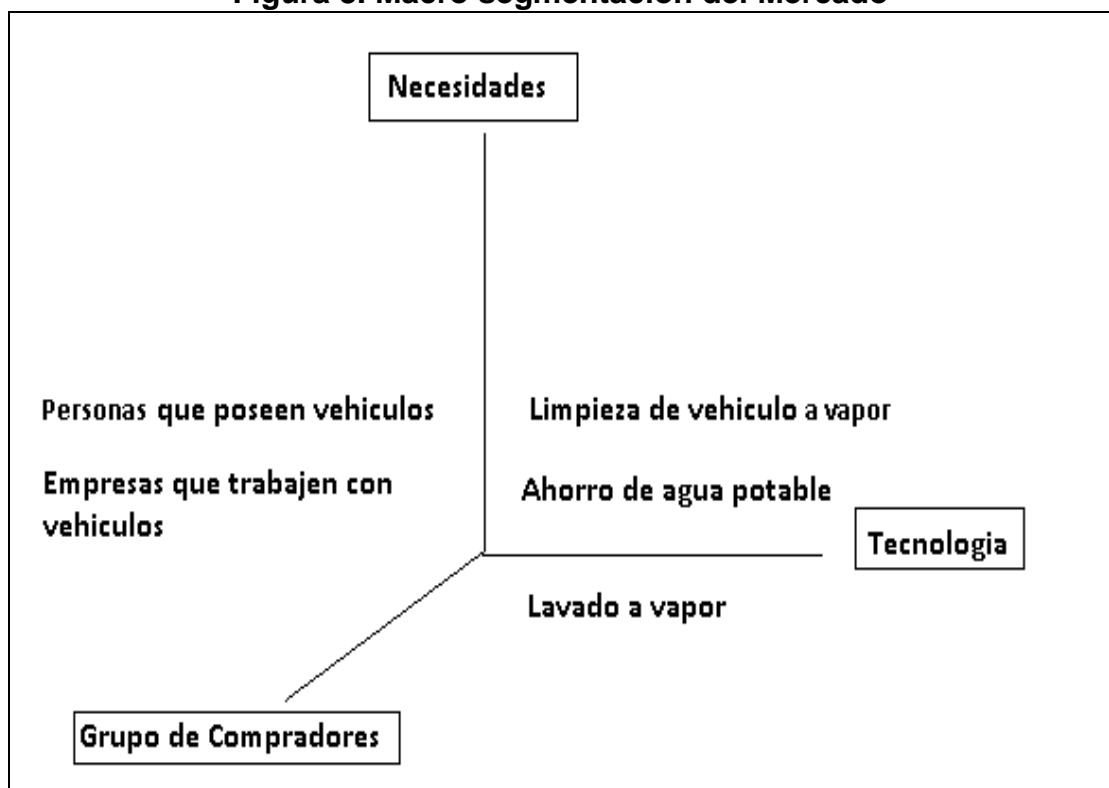 Figura Macro segmentación del Mercado
Necesidades
Personas que poseen vehiculos
Limpieza de vehiculo a vapor
Empresas que trabajen con
vehiculos
Ahorro de agua potable
Tecnologia
Lavado a vapor
Grupo de Compradores